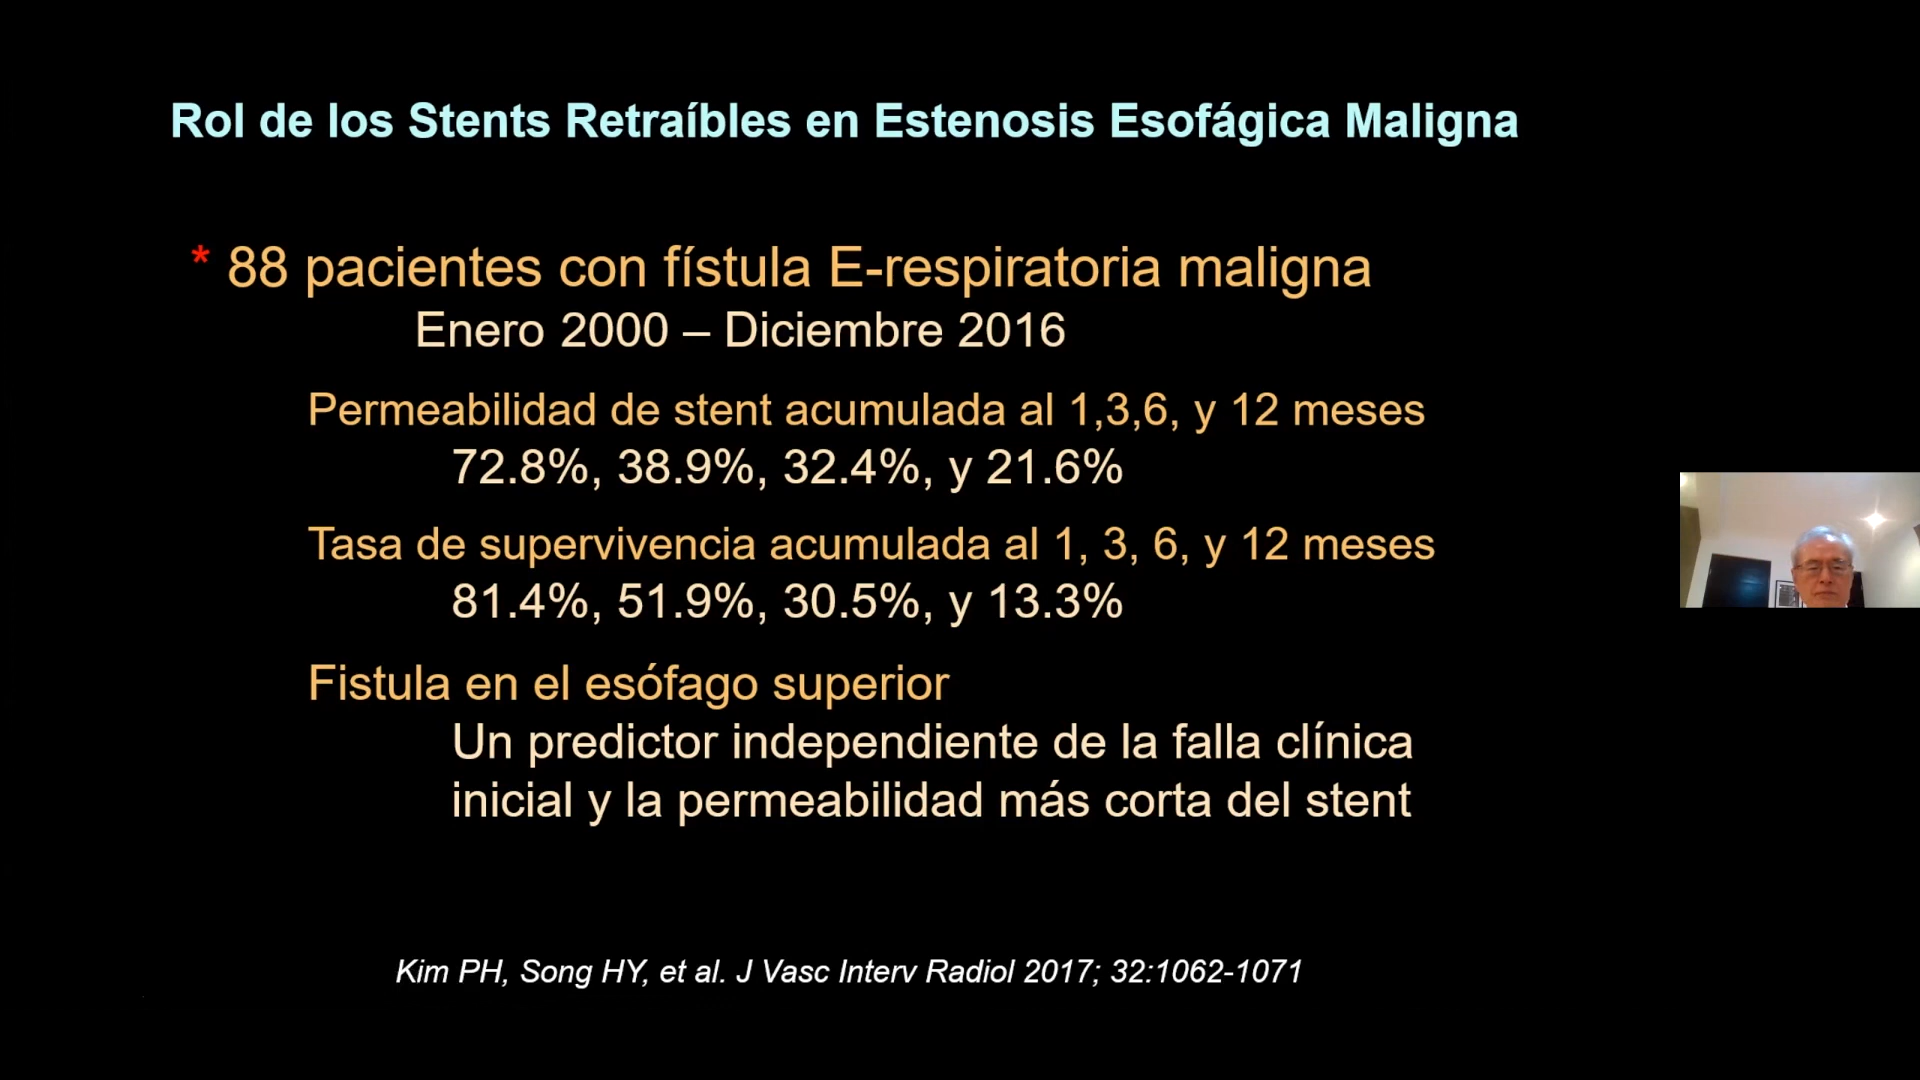 Rol de los Stents Retraíbles en Estenosis Esofágica Maligna
* 88 pacientes con fístula E-respiratoria maligna
Enero 2000 – Diciembre 2016
Permeabilidad de stent acumulada al 1,3,6, y 12 meses
72.8%, 38.9%, 32.4%, y 21.6%
Tasa de supervivencia acumulada al 1, 3, 6, y 12 meses
81.4%, 51.9%, 30.5%, y 13.3%
Fistula en el esófago superior
Un predictor independiente de la falla clínica
inicial y la permeabilidad más corta del stent
Kim PH, Song HY, et al. J Vasc Interv Radiol 2017; 32:1062-1071